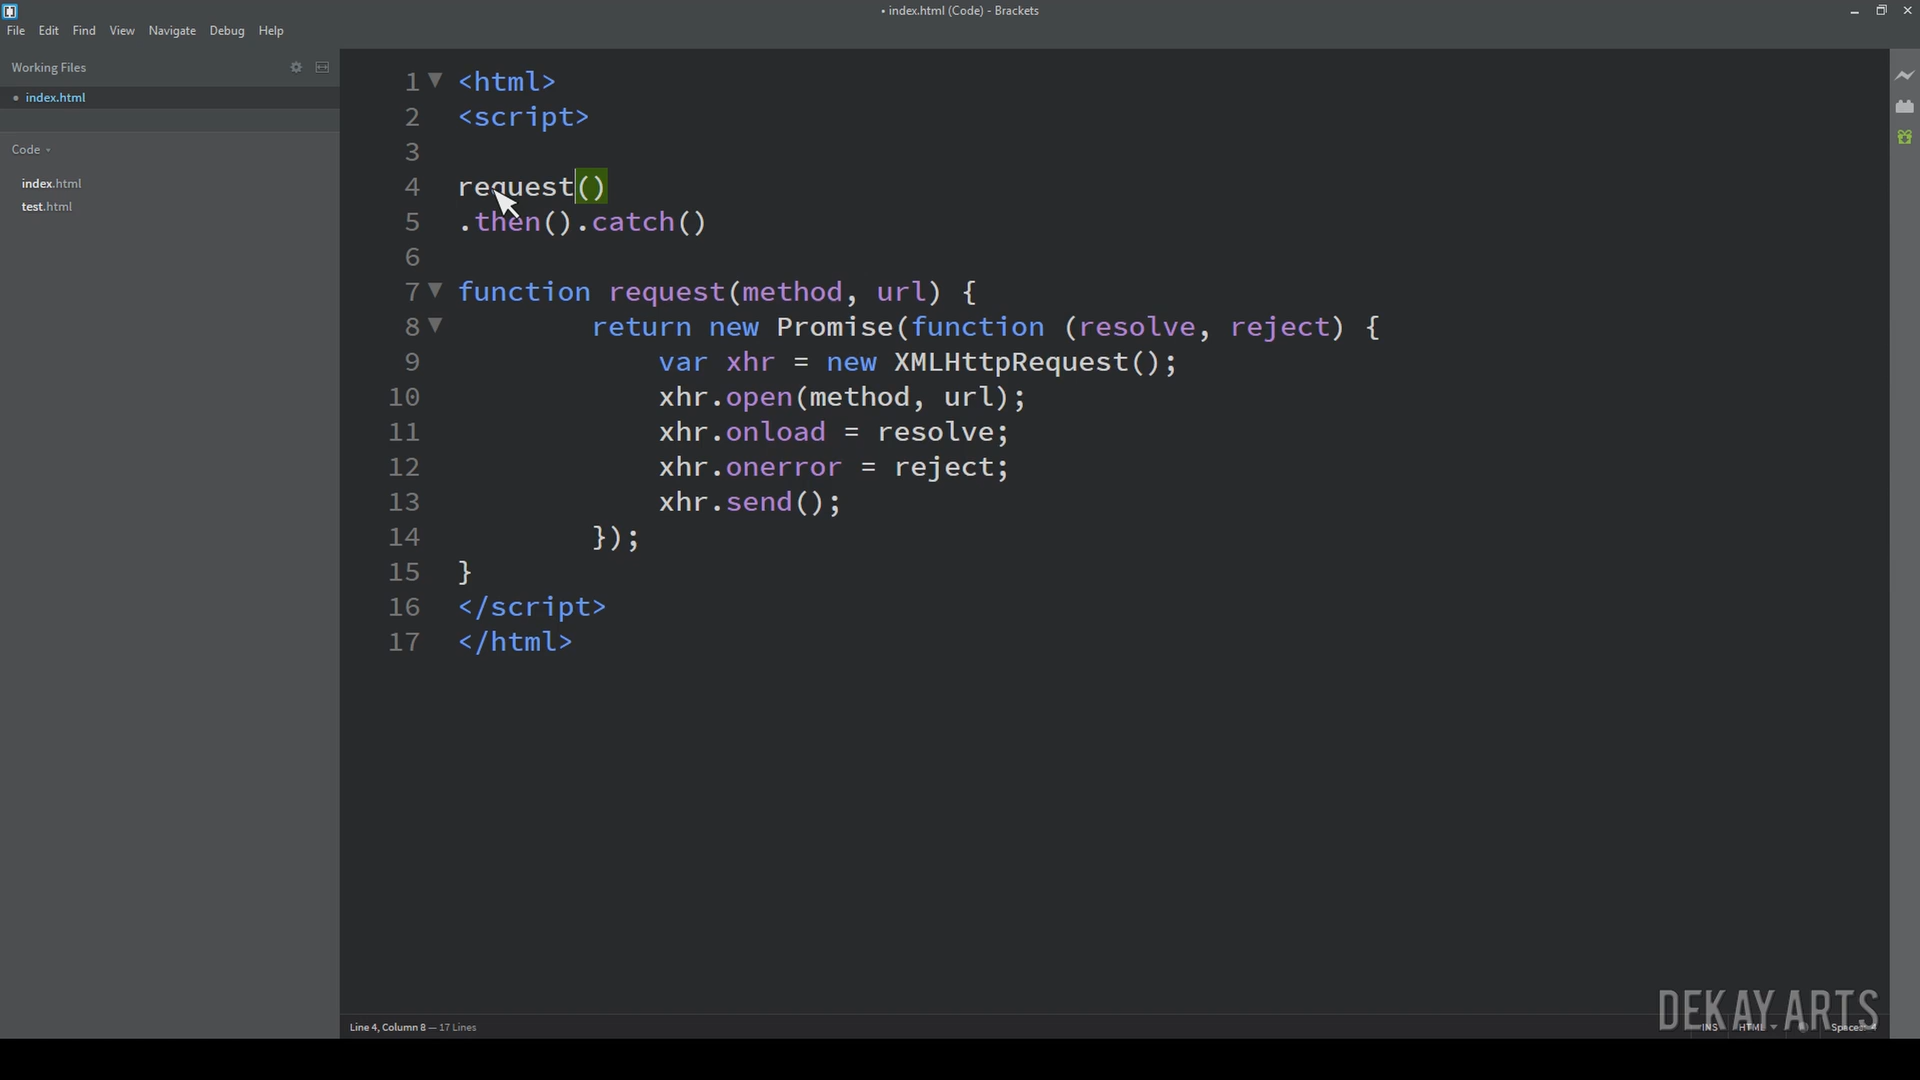 • index.html (Code) - Brackets
File Edit Find View Navigate Debug Help
Working Files
• index.html
Code
index.html
test.html
1 <html>
2 <script>
3
4 request()
5 .then().catch()
6
7 function request(method, url) {
8 return new Promise(function (resolve, reject) {
9 var xhr = new XMLHttpRequest();
10 xhr.open(method, url);
11 xhr.onload = resolve;
12 xhr.onerror = reject;
13 xhr.send();
14 });
15 }
16 </script>
17 </html>
DEKAY ARTS
Line 4, Column 8 — 17 Lines
INS HTML Spaces: 4